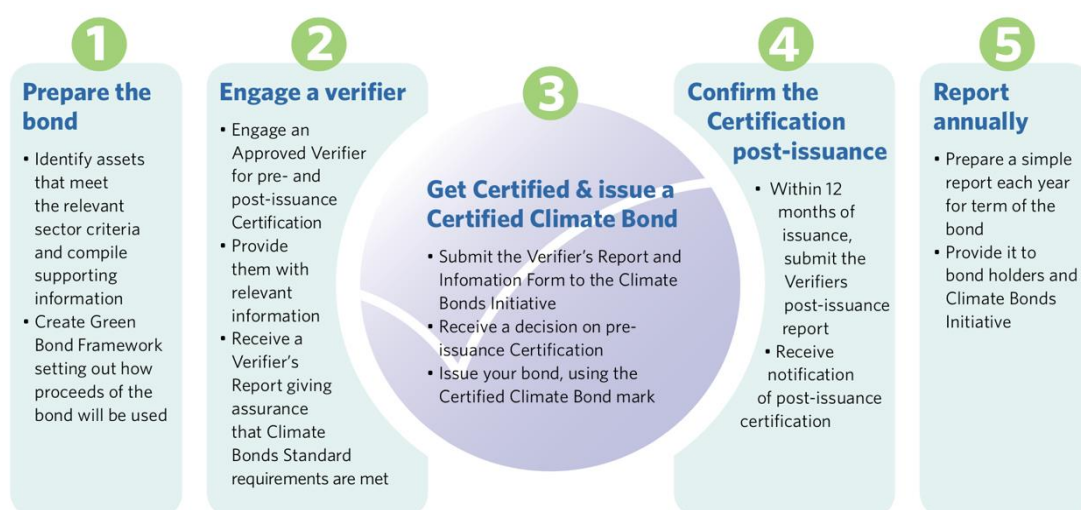 1
Prepare the
bond
• Identify assets
that meet
the relevant
sector criteria
and compile
supporting
information
• Create Green
Bond Framework
setting out how
proceeds of the
bond will be used
2
Engage a verifier
• Engage an
Approved Verifier
for pre- and
post-issuance
Certification
• Provide
them with
relevant
information
• Receive a
Verifier's
Report giving
assurance
that Climate
Bonds Standard
requirements are met
3
Get Certified & issue a
Certified Climate Bond
• Submit the Verifier's Report and
Infomation Form to the Climate
Bonds Initiative
• Receive a decision on pre-
issuance Certification
• Issue your bond, using the
Certified Climate Bond mark
4
Confirm the
Certification
post-issuance
• Within 12
months of
issuance,
submit the
Verifiers
post-issuance
report
• Receive
notification
of post-issuance
certification
5
Report
annually
• Prepare a simple
report each year
for term of the
bond
• Provide it to
bond holders and
Climate Bonds
Initiative